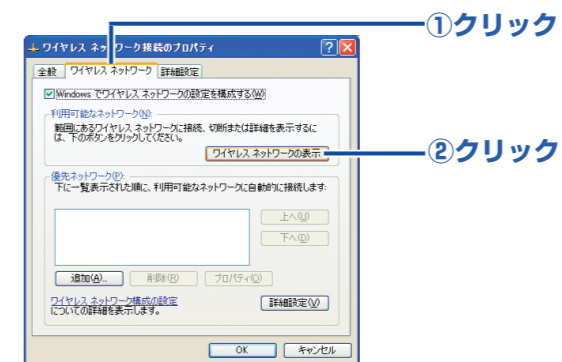 ①クリック
ワイヤレス ネットワーク接続のプロパティ
全般 ワイヤレス ネットワーク 詳細設定
Windows でワイヤレス ネットワークの設定を構成する(W)
利用可能なネットワーク(N):
範囲にあるワイヤレス ネットワークに接続、切断または詳細を表示するに
は、下のボタンをクリックしてください。
ワイヤレス ネットワークの表示
②クリック
優先ネットワーク(P):
下に一覧表示された順に、利用可能なネットワークに自動的に接続します:
上へ(U)
下へ(D)
追加(A)... 削除(R) プロパティ(O)
ワイヤレス ネットワーク構成の設定
についての詳細を表示します。
詳細設定(V)
OK キャンセル